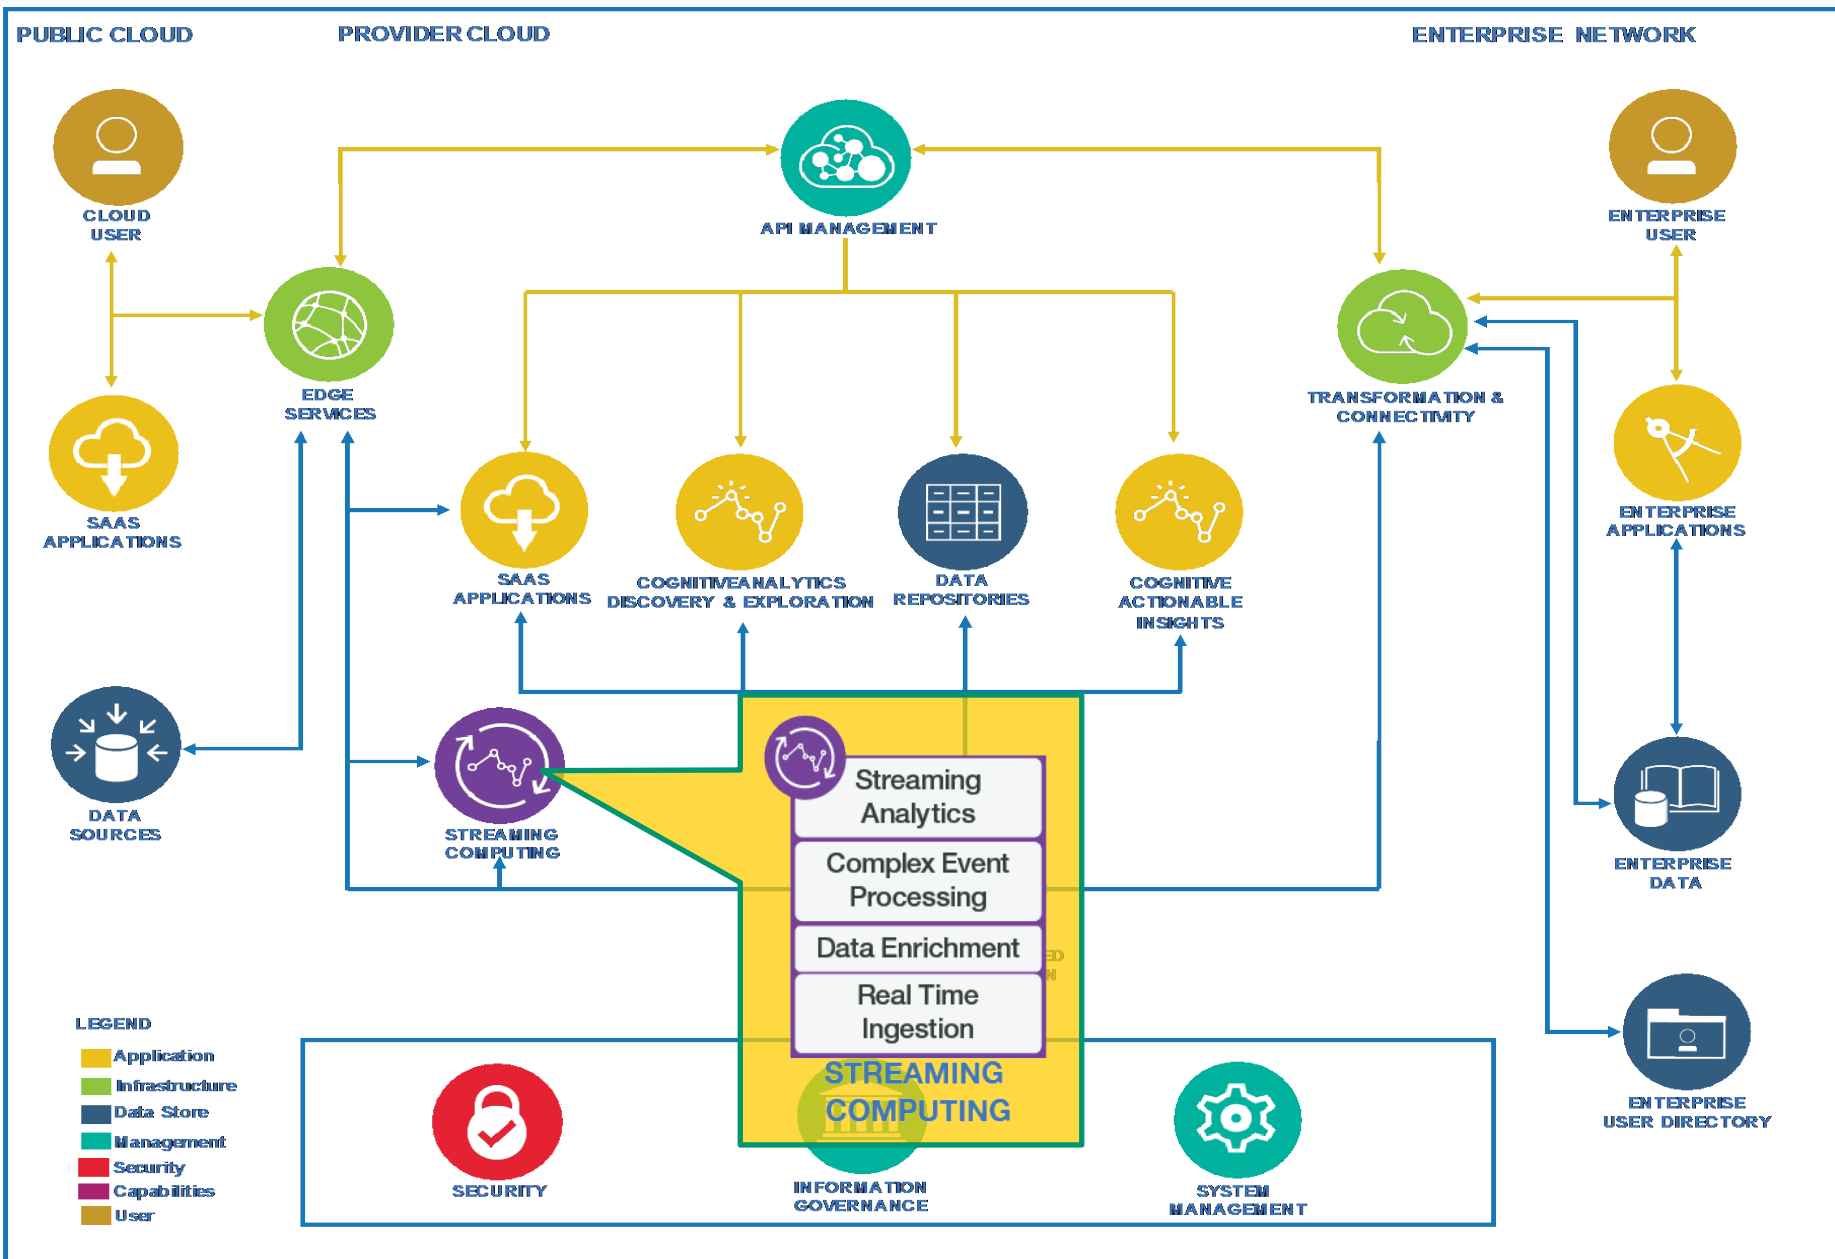 PUBLIC CLOUD
PROVIDER CLOUD
ENTERPRISE NETWORK
CLOUD
USER
API MANAGEMENT
ENTERPRISE
USER
EDGE
SERVICES
TRANSFORMATION &
CONNECTIVITY
SAAS
APPLICATIONS
SAAS
APPLICATIONS
COGNITIVEANALYTICS
DISCOVERY & EXPLORATION
DATA
REPOSITORIES
COGNITIVE
ACTIONABLE
INSIGHTS
ENTERPRISE
APPLICATIONS
DATA
SOURCES
STREAMING
COMPUTING
Streaming
Analytics
Complex Event
Processing
Data Enrichment
Real Time
Ingestion
STREAMING
COMPUTING
ENTERPRISE
DATA
ENTERPRISE
USER DIRECTORY
LEGEND
Application
Infrastructure
Data Store
Management
Security
Capabilities
User
SECURITY
INFORMATION
GOVERNANCE
SYSTEM
MANAGEMENT